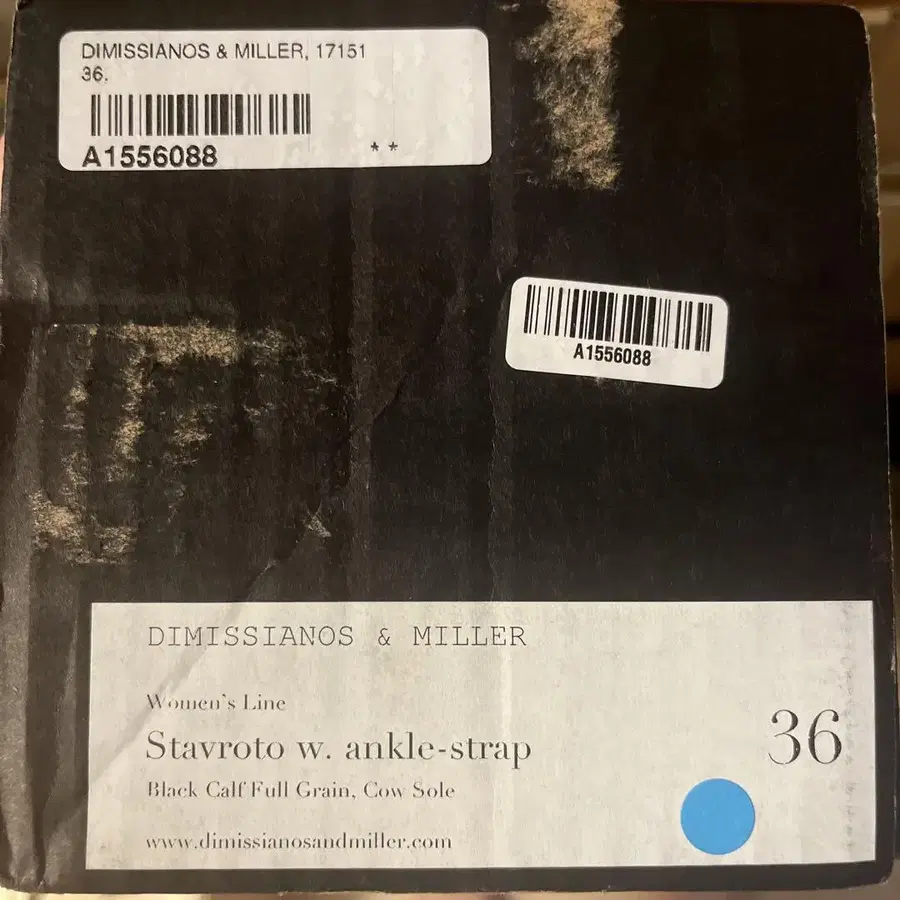 DIMISSIANOS & MILLER, 17151
36.
A1556088
**
A1556088
DIMISSIANOS & MILLER
Women's Line
Stavroto w. ankle-strap
36
Black Calf Full Grain, Cow Sole
www.dimissianosandmiller.com